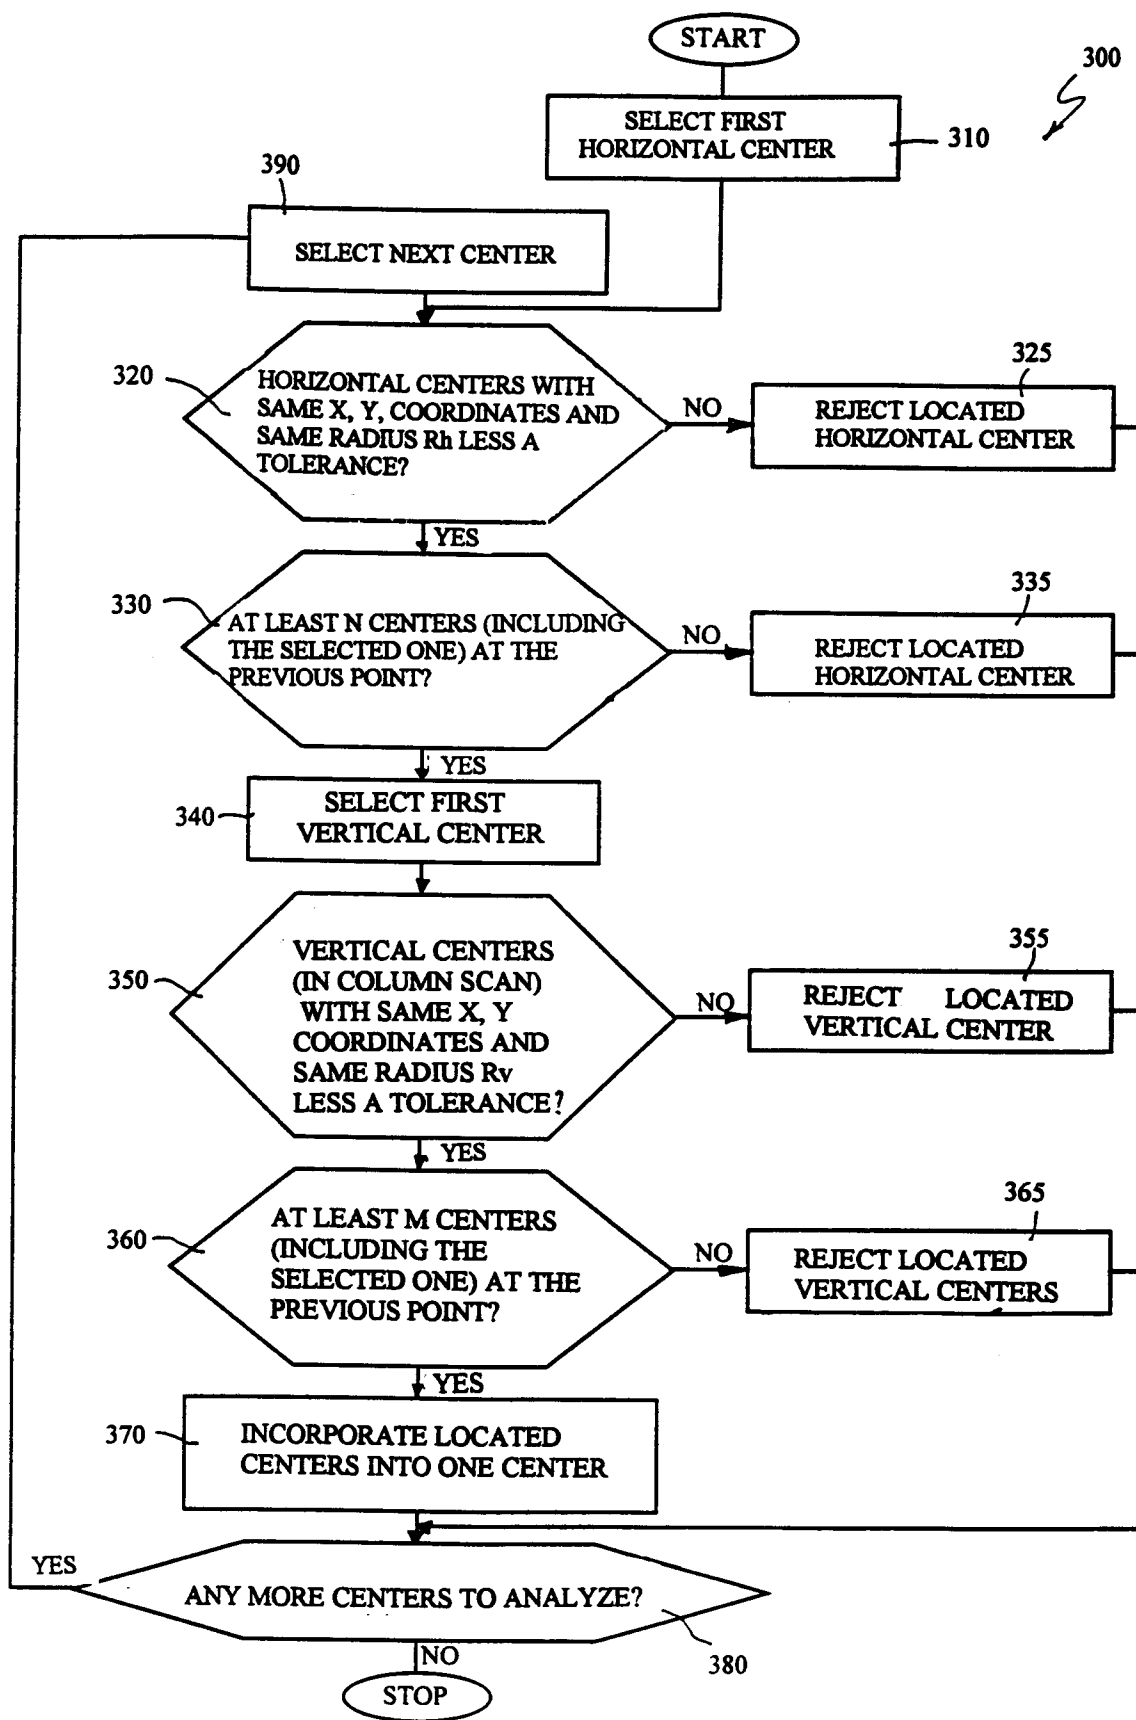 START
300
SELECT FIRST
HORIZONTAL CENTER
310
390
SELECT NEXT CENTER
320
HORIZONTAL CENTERS WITH
SAME X, Y, COORDINATES AND
SAME RADIUS Rh LESS A
TOLERANCE?
NO
325
REJECT LOCATED
HORIZONTAL CENTER
YES
330
AT LEAST N CENTERS (INCLUDING
THE SELECTED ONE) AT THE
PREVIOUS POINT?
NO
335
REJECT LOCATED
HORIZONTAL CENTER
YES
340
SELECT FIRST
VERTICAL CENTER
350
VERTICAL CENTERS
(IN COLUMN SCAN)
WITH SAME X, Y
COORDINATES AND
SAME RADIUS Rv
LESS A TOLERANCE?
NO
355
REJECT LOCATED
VERTICAL CENTER
YES
360
AT LEAST M CENTERS
(INCLUDING THE
SELECTED ONE) AT THE
PREVIOUS POINT?
NO
365
REJECT LOCATED
VERTICAL CENTERS
YES
370
INCORPORATE LOCATED
CENTERS INTO ONE CENTER
YES
ANY MORE CENTERS TO ANALYZE?
380
NO
STOP